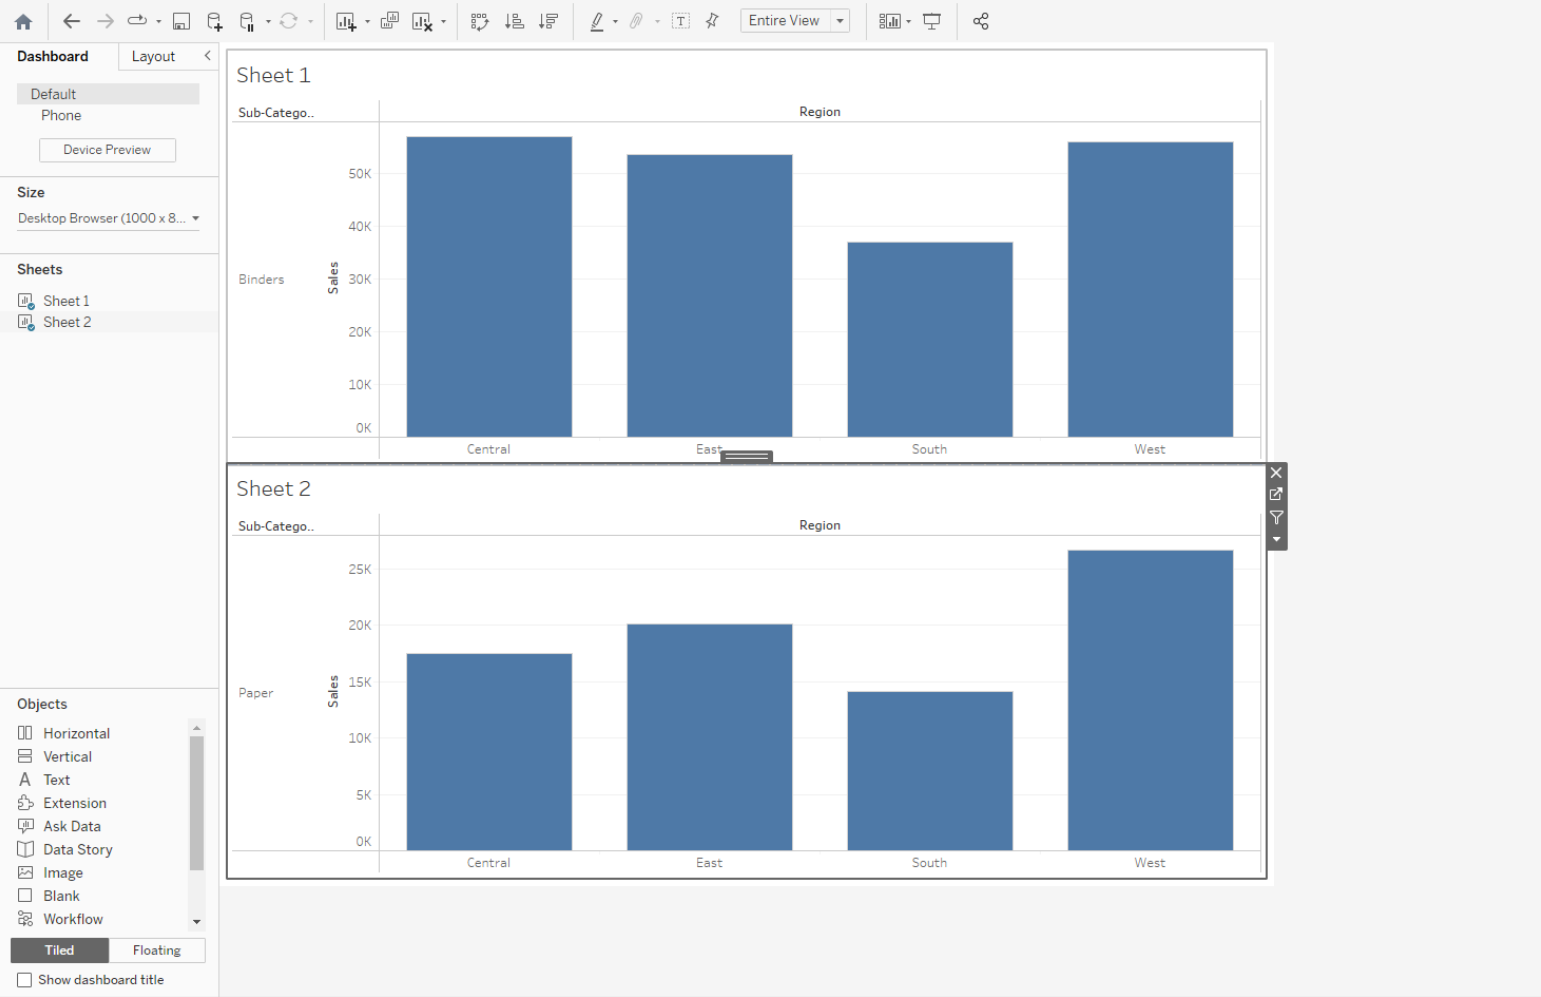 Entire View
Dashboard
Layout
Default
Phone
Device Preview
Size
Desktop Browser (1000 x 8...
Sheets
Sheet 1
Sheet 2
Objects
Horizontal
Vertical
Text
Extension
Ask Data
Data Story
Image
Blank
Workflow
Tiled
Floating
Show dashboard title
Sheet 1
Sub-Catego..
Region
Binders
Sales
50K
40K
30K
20K
10K
0K
Central
East
South
West
Sheet 2
Sub-Catego..
Region
Paper
Sales
25K
20K
15K
10K
5K
0K
Central
East
South
West